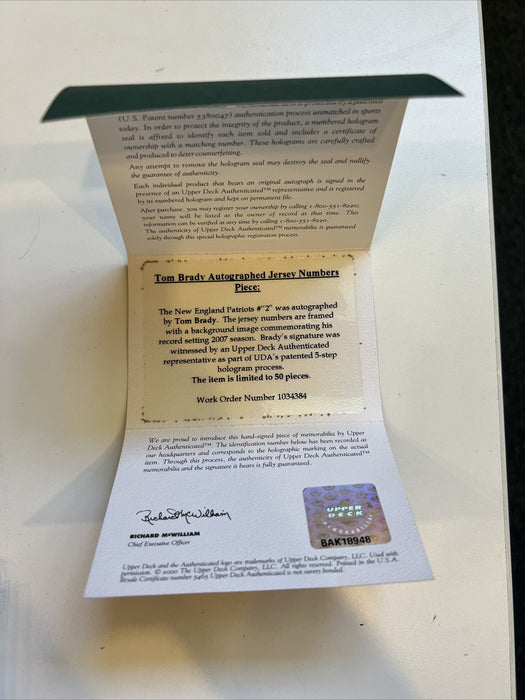 (U.S. Patent number 5380047) authentication process unmatched in sports
today. In order to protect the integrity of the product, a numbered hologram
seal is affixed to identify each item sold and includes a certificate of
ownership with a matching number. These holograms are carefully crafted
and produced to deter counterfeiting.
Any attempt to remove the hologram seal may destroy the seal and nullify
the guarantee of authenticity.
Each individual product that bears an original autograph is signed in the
presence of an Upper Deck Authenticated™ representative and is registered
by its numbered hologram and kept on permanent file.
After purchase, you may register your ownership by calling 1-800-551-8220;
your name will be listed as the owner of record at that time. This
information can be verified at any time by calling 1-800-551-8220.
The authenticity of Upper Deck Authenticated™ memorabilia is guaranteed
solely through this special holographic registration process.
Tom Brady Autographed Jersey Numbers
Piece:
The New England Patriots #"2" was autographed
by Tom Brady. The jersey numbers are framed
with a background image commemorating his
record setting 2007 season. Brady's signature was
witnessed by an Upper Deck Authenticated
representative as part of UDA's patented 5-step
hologram process.
The item is limited to 50 pieces.
Work Order Number 1034384
We are proud to introduce this hand-signed piece of memorabilia by Upper
Deck Authenticated™. The identification number below has been recorded at
our headquarters and corresponds to the holographic marking on the actual
item. Through this process, the authenticity of Upper Deck Authenticated™
memorabilia and the signature it bears is fully guaranteed.
Richard McWilliam
RICHARD McWILLIAM
Chief Executive Officer
UPPER
DECK
BAK18948
Upper Deck and the Authenticated logo are trademarks of Upper Deck Company, LLC. Used with
permission. © 2000 The Upper Deck Company, LLC. All rights reserved. Printed in the U.S.A.
Resale Certificate number 5465 Upper Deck Authenticated is not surety bonded.